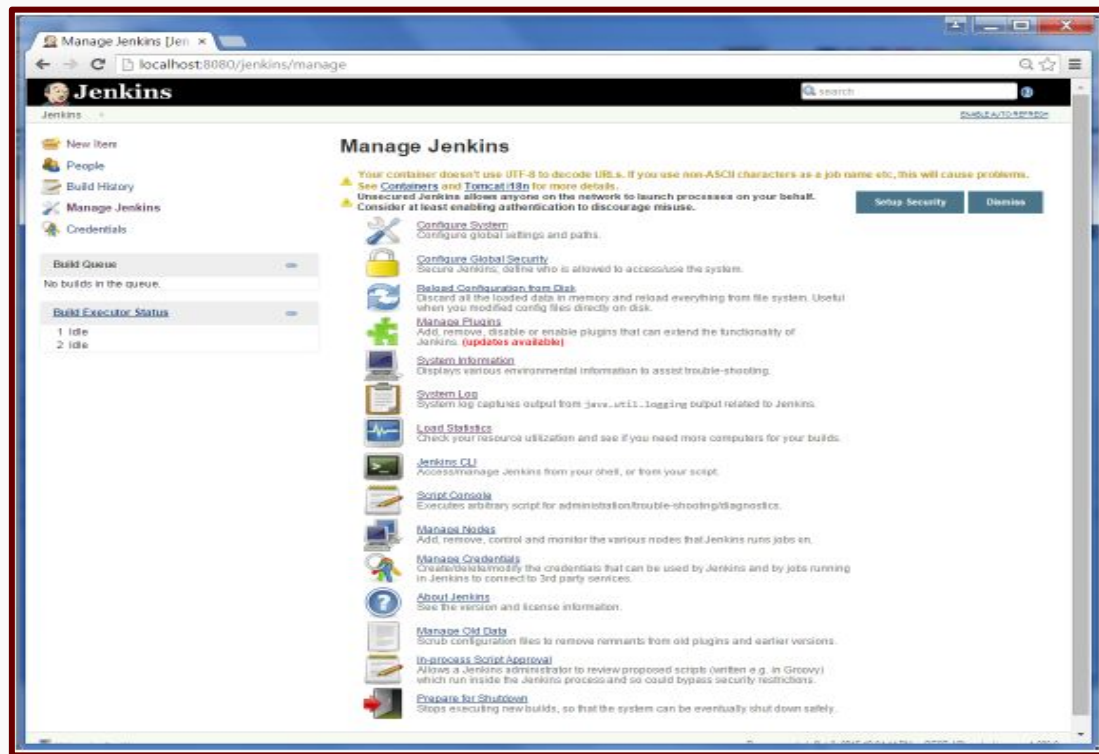 Manage Jenkins [Jen
localhost:8080/jenkins/manage
Jenkins
search
Jenkins
ENABLE AUTO REFRESH
New Item
People
Build History
Manage Jenkins
Credentials
Build Queue
No builds in the queue.
Build Executor Status
1 Idle
2 Idle
Manage Jenkins
Your container doesn't use UTF-8 to decode URLs. If you use non-ASCII characters as a job name etc, this will cause problems.
See Containers and Tomcat i18n for more details.
Unsecured Jenkins allows anyone on the network to launch processes on your behalf.
Consider at least enabling authentication to discourage misuse.
Setup Security
Dismiss
Configure System
Configure global settings and paths.
Configure Global Security
Secure Jenkins; define who is allowed to access/use the system.
Reload Configuration from Disk
Discard all the loaded data in memory and reload everything from file system. Useful
when you modified config files directly on disk.
Manage Plugins
Add, remove, disable or enable plugins that can extend the functionality of
Jenkins. (updates available)
System Information
Displays various environmental information to assist trouble-shooting.
System Log
System log captures output from java.util.logging output related to Jenkins.
Load Statistics
Check your resource utilization and see if you need more computers for your builds.
Jenkins CLI
Access/manage Jenkins from your shell, or from your script.
Script Console
Executes arbitrary script for administration/trouble-shooting/diagnostics.
Manage Nodes
Add, remove, control and monitor the various nodes that Jenkins runs jobs on.
Manage Credentials
Create/delete/modify the credentials that can be used by Jenkins and by jobs running
in Jenkins to connect to 3rd party services.
About Jenkins
See the version and license information.
Manage Old Data
Scrub configuration files to remove remnants from old plugins and earlier versions.
In-process Script Approval
Allows a Jenkins administrator to review proposed scripts (written e.g. in Groovy)
which run inside the Jenkins process and so could bypass security restrictions.
Prepare for Shutdown
Stops executing new builds, so that the system can be eventually shut down safely.